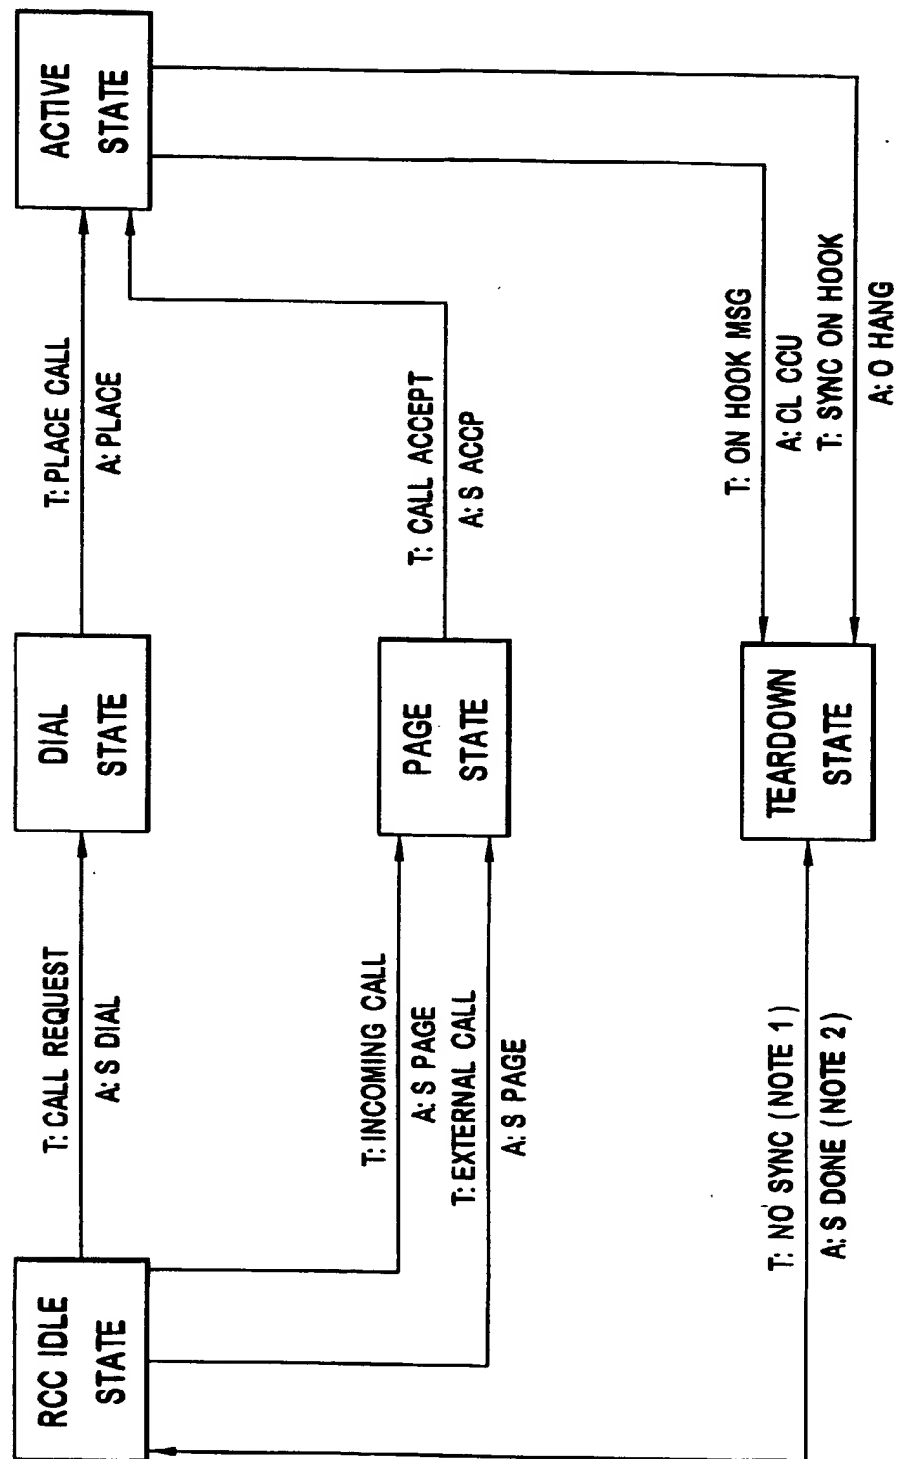 RCC IDLE
STATE
T: CALL REQUEST
A: S DIAL
DIAL
STATE
T: PLACE CALL
A: PLACE
ACTIVE
STATE
T: INCOMING CALL
A: S PAGE
T: EXTERNAL CALL
A: S PAGE
PAGE
STATE
T: CALL ACCEPT
A: S ACCP
T: NO SYNC (NOTE 1)
A: S DONE (NOTE 2)
TEARDOWN
STATE
T: ON HOOK MSG
A: CL CCU
T: SYNC ON HOOK
A: O HANG